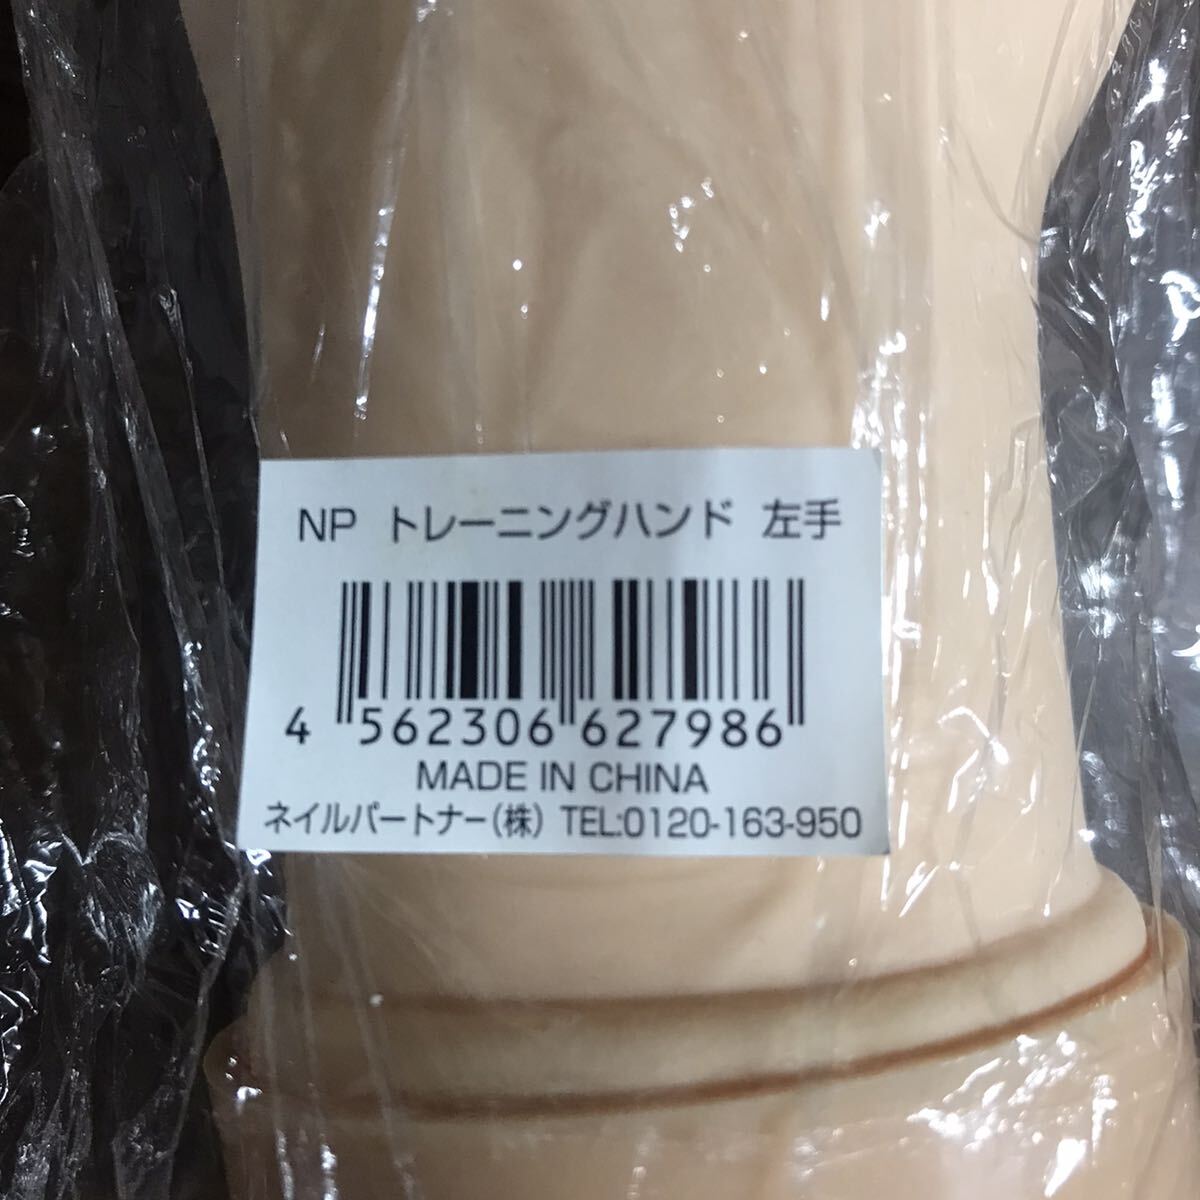 NP トレーニングハンド 左手
4 562306 627986
MADE IN CHINA
ネイルパートナー(株) TEL:0120-163-950